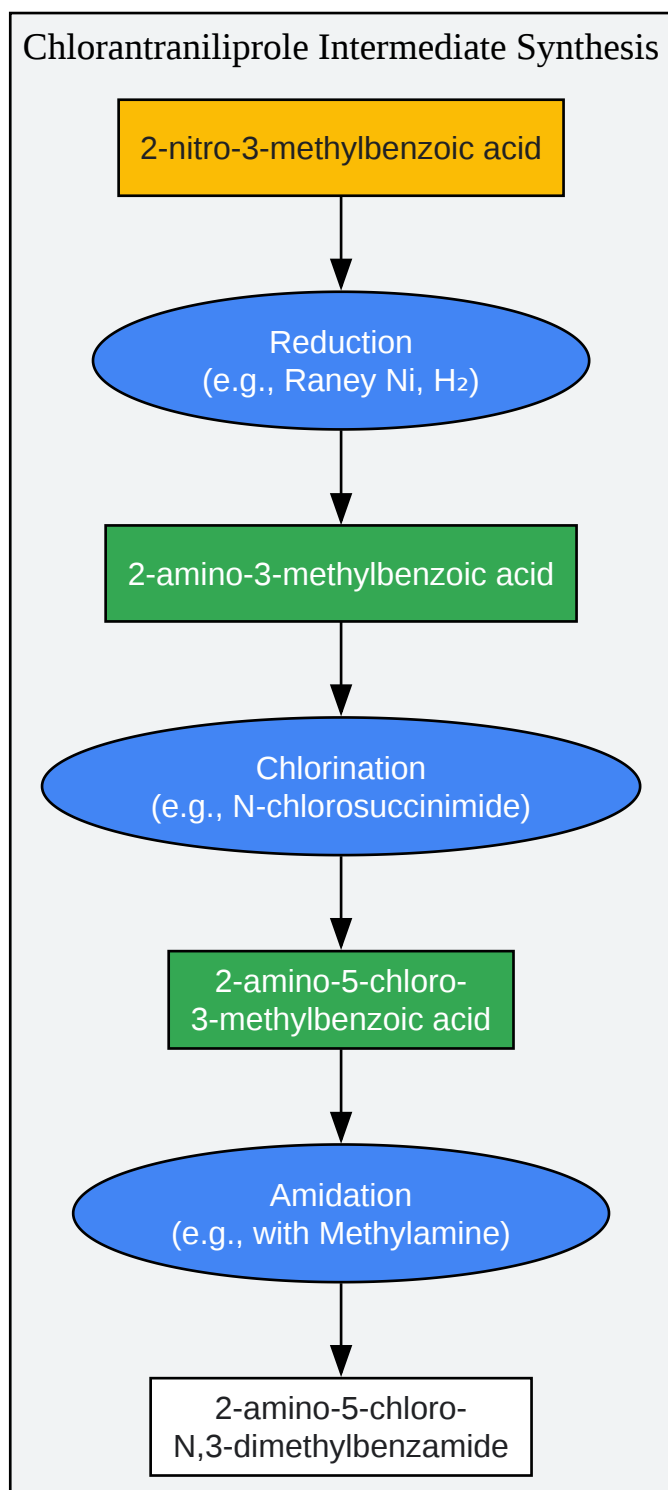 Chlorantraniliprole Intermediate Synthesis
2-nitro-3-methylbenzoic acid
Reduction
(e.g., Raney Ni, H₂)
2-amino-3-methylbenzoic acid
Chlorination
(e.g., N-chlorosuccinimide)
2-amino-5-chloro-
3-methylbenzoic acid
Amidation
(e.g., with Methylamine)
2-amino-5-chloro-
N,3-dimethylbenzamide